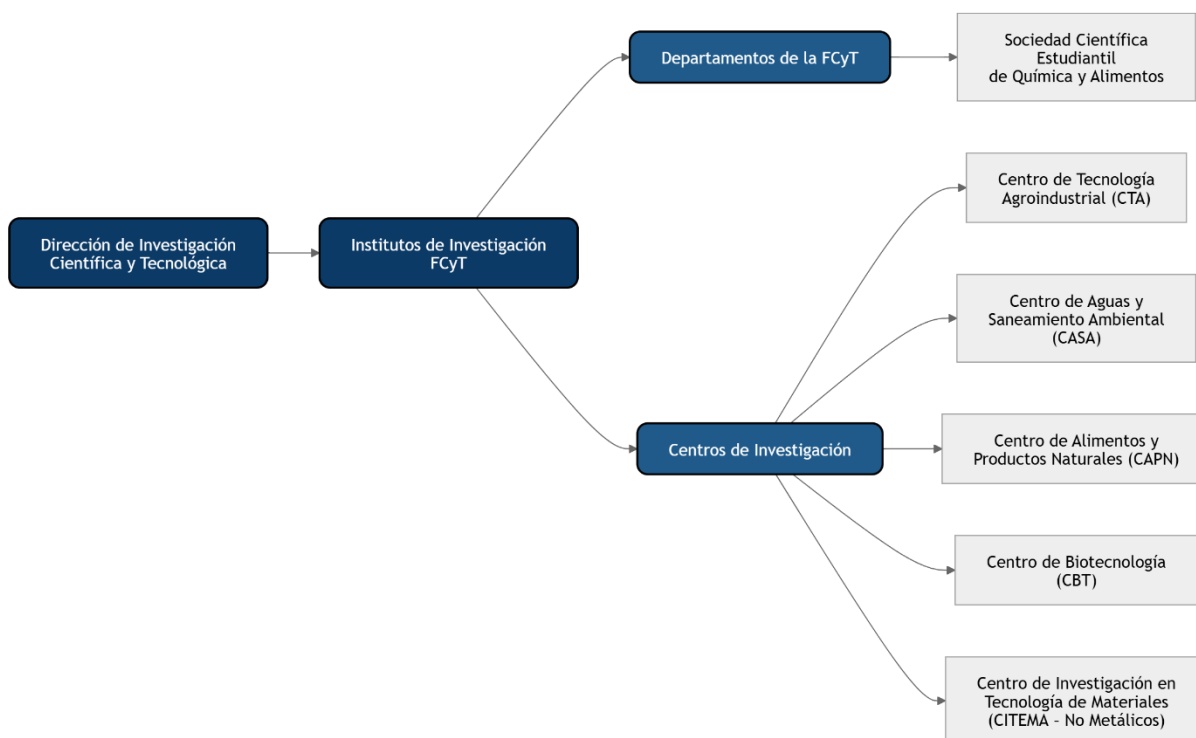 Departamentos de la FCyT
Sociedad Científica
Estudiantil
de Química y Alimentos
Centro de Tecnología
Agroindustrial (CTA)
Dirección de Investigación
Científica y Tecnológica
Institutos de Investigación
FCyT
Centro de Aguas y
Saneamiento Ambiental
(CASA)
Centros de Investigación
Centro de Alimentos y
Productos Naturales (CAPN)
Centro de Biotecnología
(CBT)
Centro de Investigación en
Tecnología de Materiales
(CITEMA - No Metálicos)